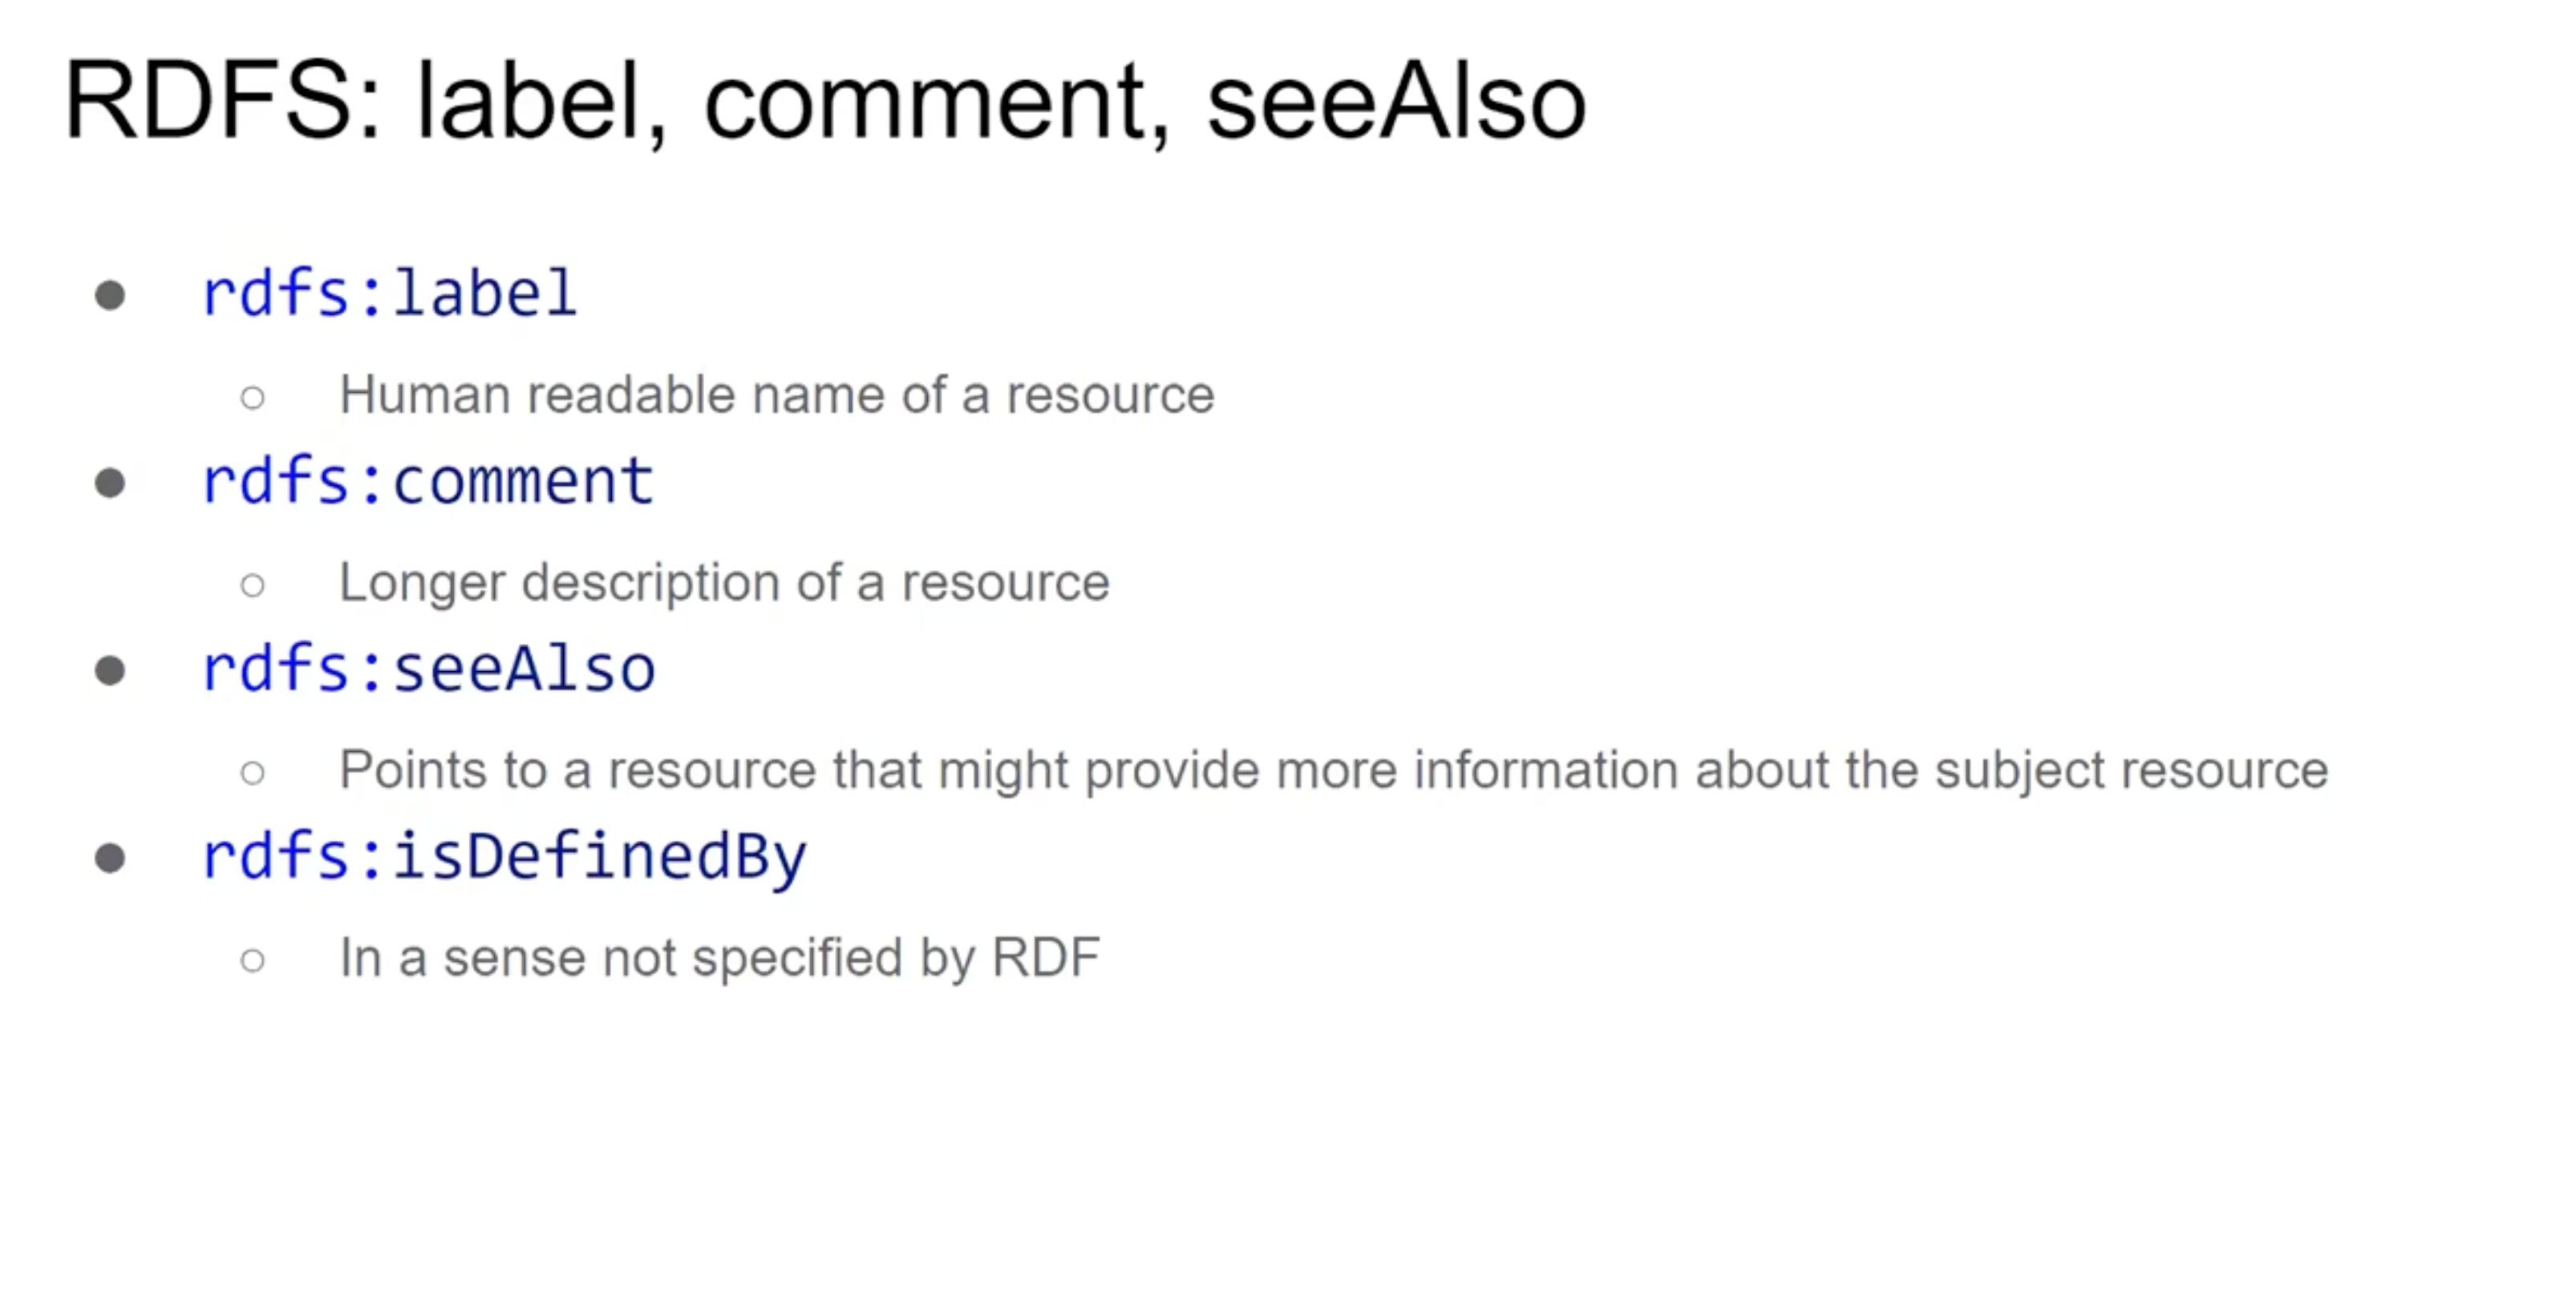 RDFS: label, comment, seeAlso
● rdfs:label
○ Human readable name of a resource
● rdfs:comment
○ Longer description of a resource
● rdfs:seeAlso
○ Points to a resource that might provide more information about the subject resource
● rdfs:isDefinedBy
○ In a sense not specified by RDF